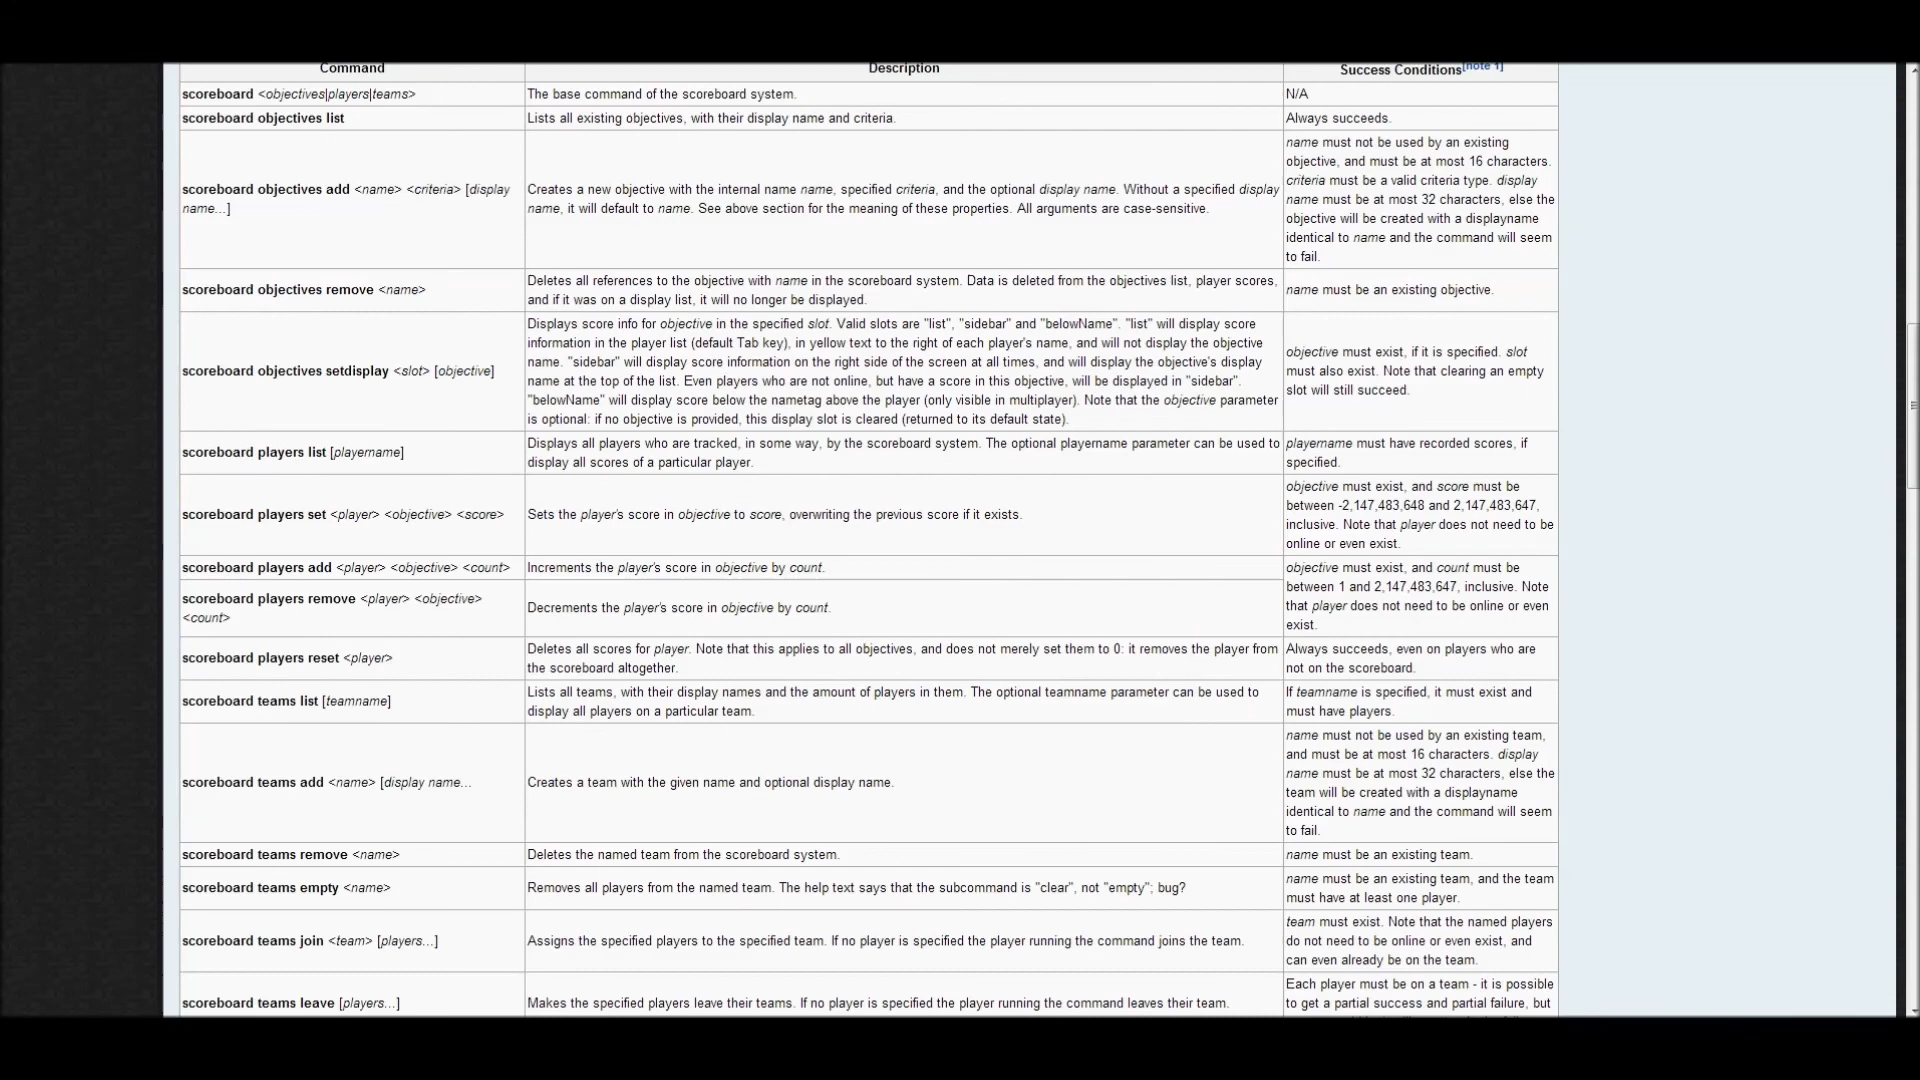 Command
Description
Success Conditions[note 1]
scoreboard <objectives|players|teams>
The base command of the scoreboard system.
N/A
scoreboard objectives list
Lists all existing objectives, with their display name and criteria.
Always succeeds.
scoreboard objectives add <name> <criteria> [display
name...]
Creates a new objective with the internal name name, specified criteria, and the optional display name. Without a specified display
name, it will default to name. See above section for the meaning of these properties. All arguments are case-sensitive.
name must not be used by an existing
objective, and must be at most 16 characters.
criteria must be a valid criteria type. display
name must be at most 32 characters, else the
objective will be created with a displayname
identical to name and the command will seem
to fail.
scoreboard objectives remove <name>
Deletes all references to the objective with name in the scoreboard system. Data is deleted from the objectives list, player scores,
and if it was on a display list, it will no longer be displayed.
name must be an existing objective.
scoreboard objectives setdisplay <slot> [objective]
Displays score info for objective in the specified slot. Valid slots are "list", "sidebar" and "belowName". "list" will display score
information in the player list (default Tab key), in yellow text to the right of each player's name, and will not display the objective
name. "sidebar" will display score information on the right side of the screen at all times, and will display the objective's display
name at the top of the list. Even players who are not online, but have a score in this objective, will be displayed in "sidebar".
"belowName" will display score below the nametag above the player (only visible in multiplayer). Note that the objective parameter
is optional: if no objective is provided, this display slot is cleared (returned to its default state).
objective must exist, if it is specified. slot
must also exist. Note that clearing an empty
slot will still succeed.
scoreboard players list [playername]
Displays all players who are tracked, in some way, by the scoreboard system. The optional playername parameter can be used to
display all scores of a particular player.
playername must have recorded scores, if
specified.
scoreboard players set <player> <objective> <score>
Sets the player's score in objective to score, overwriting the previous score if it exists.
objective must exist, and score must be
between -2,147,483,648 and 2,147,483,647,
inclusive. Note that player does not need to be
online or even exist.
scoreboard players add <player> <objective> <count>
Increments the player's score in objective by count.
objective must exist, and count must be
between 1 and 2,147,483,647, inclusive. Note
that player does not need to be online or even
exist.
scoreboard players remove <player> <objective>
<count>
Decrements the player's score in objective by count.
scoreboard players reset <player>
Deletes all scores for player. Note that this applies to all objectives, and does not merely set them to 0: it removes the player from
the scoreboard altogether.
Always succeeds, even on players who are
not on the scoreboard.
scoreboard teams list [teamname]
Lists all teams, with their display names and the amount of players in them. The optional teamname parameter can be used to
display all players on a particular team.
If teamname is specified, it must exist and
must have players.
scoreboard teams add <name> [display name...
Creates a team with the given name and optional display name.
name must not be used by an existing team,
and must be at most 16 characters. display
name must be at most 32 characters, else the
team will be created with a displayname
identical to name and the command will seem
to fail.
scoreboard teams remove <name>
Deletes the named team from the scoreboard system.
name must be an existing team.
scoreboard teams empty <name>
Removes all players from the named team. The help text says that the subcommand is "clear", not "empty"; bug?
name must be an existing team, and the team
must have at least one player.
scoreboard teams join <team> [players...]
Assigns the specified players to the specified team. If no player is specified the player running the command joins the team.
team must exist. Note that the named players
do not need to be online or even exist, and
can even already be on the team.
scoreboard teams leave [players...]
Makes the specified players leave their teams. If no player is specified the player running the command leaves their team.
Each player must be on a team - it is possible
to get a partial success and partial failure, but